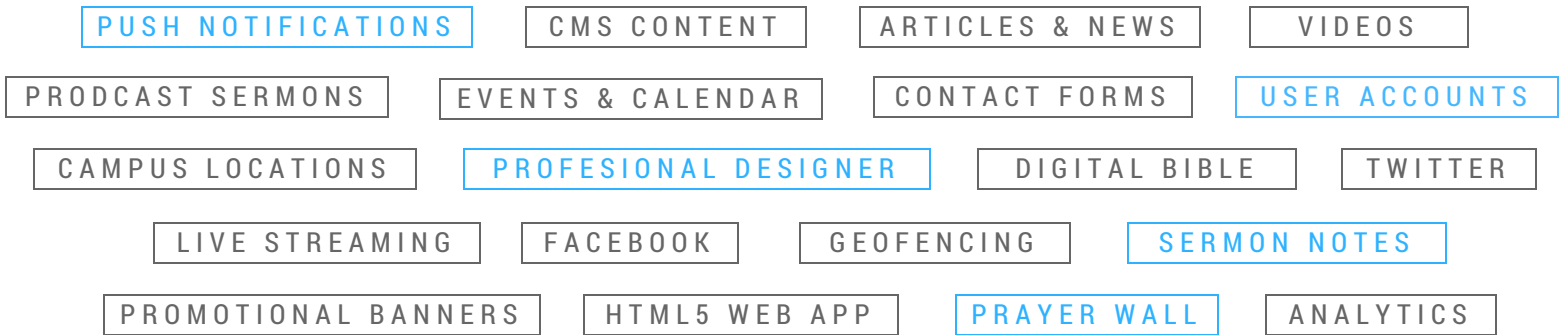 PUSH NOTIFICATIONS CMS CONTENT ARTICLES & NEWS VIDEOS
PRODCAST SERMONS EVENTS & CALENDAR CONTACT FORMS USER ACCOUNTS
CAMPUS LOCATIONS PROFESIONAL DESIGNER DIGITAL BIBLE TWITTER
LIVE STREAMING FACEBOOK GEOFENCING SERMON NOTES
PROMOTIONAL BANNERS HTML5 WEB APP PRAYER WALL ANALYTICS